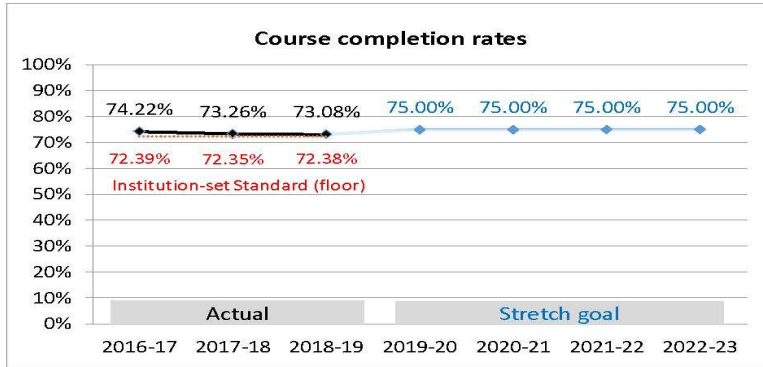 Course completion rates
100%
90%
80%
70%
60%
50%
40%
30%
20%
10%
0%
74.22% 73.26% 73.08% 75.00% 75.00% 75.00% 75.00%
72.39% 72.35% 72.38%
Institution-set Standard (floor)
Actual Stretch goal
2016-17 2017-18 2018-19 2019-20 2020-21 2021-22 2022-23